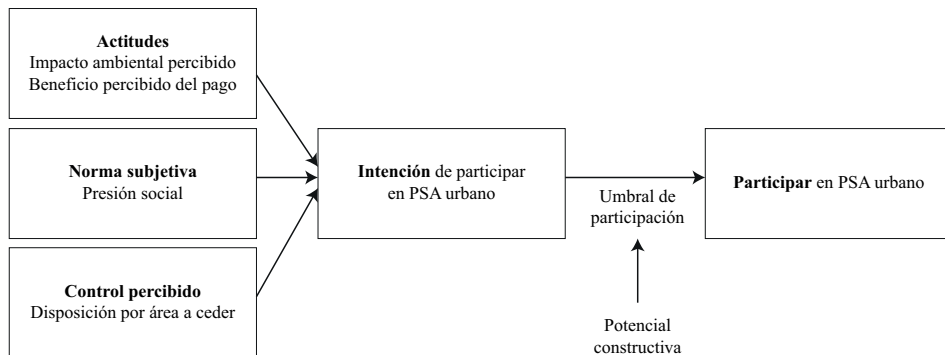 Actitudes
Impacto ambiental percibido
Beneficio percibido del pago
Norma subjetiva
Presión social
Control percibido
Disposición por área a ceder
Intención de participar
en PSA urbano
Umbral de
participación
Potencial
constructiva
Participar en PSA urbano